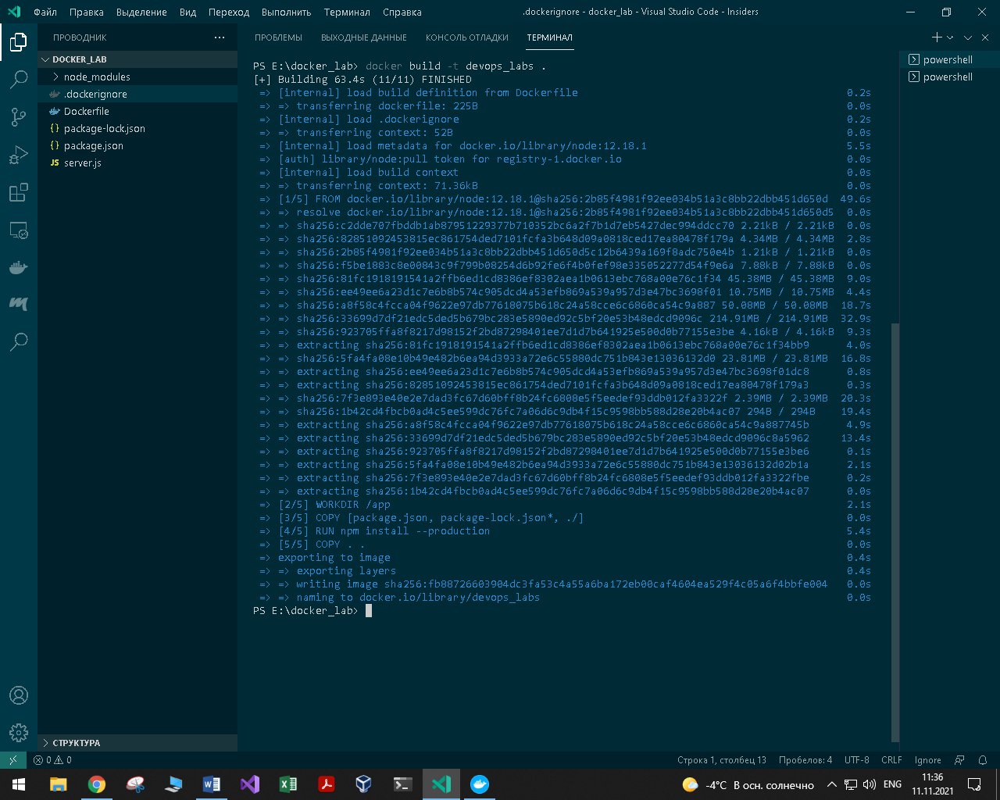 Файл Правка Выделение Вид Переход Выполнить Терминал Справка .dockerignore - docker_lab - Visual Studio Code - Insiders
ПРОВОДНИК
DOCKER_LAB
node_modules
.dockerignore
Dockerfile
package-lock.json
package.json
JS server.js
СТРУКТУРА
ПРОБЛЕМЫ ВЫХОДНЫЕ ДАННЫЕ КОНСОЛЬ ОТЛАДКИ ТЕРМИНАЛ
PS E:\docker_lab> docker build -t devops_labs .
[+] Building 63.4s (11/11) FINISHED
=> [internal] load build definition from Dockerfile 0.2s
=> => transferring dockerfile: 225B 0.0s
=> [internal] load .dockerignore 0.2s
=> => transferring context: 52B 0.0s
=> [internal] load metadata for docker.io/library/node:12.18.1 5.5s
=> [auth] library/node:pull token for registry-1.docker.io 0.0s
=> [internal] load build context 0.0s
=> => transferring context: 71.36kB 0.0s
=> [1/5] FROM docker.io/library/node:12.18.1@sha256:2b85f4981f92ee034b51a3c8bb22dbb451d650d 49.6s
=> => resolve docker.io/library/node:12.18.1@sha256:2b85f4981f92ee034b51a3c8bb22dbb451d650d5 0.0s
=> => sha256:c2dde707fbddb1ab87951229377b710352bc6a2f7b1d7eb5427dec994ddcc70 2.21kB / 2.21kB 0.0s
=> => sha256:82851092453815ec861754ded7101fcfa3b648d09a0818ced17ea80478f179a 4.34MB / 4.34MB 2.8s
=> => sha256:2b85f4981f92ee034b51a3c8bb22dbb451d650d5c12b6439a169f8adc750e4b 1.21kB / 1.21kB 0.0s
=> => sha256:f5be1883c8e00843c9f799b08254d6b92fe6f4b0fef98e335052277d54f9e6a 7.88kB / 7.88kB 0.0s
=> => sha256:81fc1918191541a2ffb6ed1cd8386ef8302aea1b0613ebc768a00e76c1f34 45.38MB / 45.38MB 9.0s
=> => sha256:ee49ee6a23d1c7e6b8b574c905dcd4a53efb869a539a957d3e47bc3698f01 10.75MB / 10.75MB 4.4s
=> => sha256:a8f58c4fcca04f9622e97db77618075b618c24a58cce6c6860ca54c9a887 50.08MB / 50.08MB 18.7s
=> => sha256:33699d7df21edc5ded5b679bc283e5890ed92c5bf20e53b48edcd9096c 214.91MB / 214.91MB 32.9s
=> => sha256:923705ffa8f8217d98152f2bd87298401ee7d1d7b641925e500d0b77155e3be 4.16kB / 4.16kB 9.3s
=> => extracting sha256:81fc1918191541a2ffb6ed1cd8386ef8302aea1b0613ebc768a00e76c1f34bb9 4.0s
=> => sha256:5fa4fa08e10b49e482b6ea94d3933a72e6c55880dc751b843e13036132d0 23.81MB / 23.81MB 16.8s
=> => extracting sha256:ee49ee6a23d1c7e6b8b574c905dcd4a53efb869a539a957d3e47bc3698f01dc8 0.8s
=> => extracting sha256:82851092453815ec861754ded7101fcfa3b648d09a0818ced17ea80478f179a3 0.3s
=> => sha256:7f3e893e40e2e7dad3fc67d60bff8b24fc6808e5f5eedef93ddb012fa3322f 2.39MB / 2.39MB 20.3s
=> => sha256:1b42cd4fbcb0ad4c5ee599dc76fc7a06d6c9db4f15c9598bb588d28e20b4ac07 294B / 294B 19.4s
=> => extracting sha256:a8f58c4fcca04f9622e97db77618075b618c24a58cce6c6860ca54c9a887745b 4.9s
=> => extracting sha256:33699d7df21edc5ded5b679bc283e5890ed92c5bf20e53b48edcd9096c8a5962 13.4s
=> => extracting sha256:923705ffa8f8217d98152f2bd87298401ee7d1d7b641925e500d0b77155e3be6 0.1s
=> => extracting sha256:5fa4fa08e10b49e482b6ea94d3933a72e6c55880dc751b843e13036132d02b1a 2.1s
=> => extracting sha256:7f3e893e40e2e7dad3fc67d60bff8b24fc6808e5f5eedef93ddb012fa3322fbe 0.2s
=> => extracting sha256:1b42cd4fbcb0ad4c5ee599dc76fc7a06d6c9db4f15c9598bb588d28e20b4ac07 0.0s
=> [2/5] WORKDIR /app 2.1s
=> [3/5] COPY [package.json, package-lock.json*, ./] 0.0s
=> [4/5] RUN npm install --production 5.4s
=> [5/5] COPY . . 0.0s
=> exporting to image 0.4s
=> => exporting layers 0.4s
=> => writing image sha256:fb88726603904dc3fa53c4a55a6ba172eb00caf4604ea529f4c05a6f4bbfe004 0.0s
=> => naming to docker.io/library/devops_labs 0.0s
PS E:\docker_lab>
powershell
powershell
0 0 Строка 1, столбец 13 Пробелов: 4 UTF-8 CRLF Ignore
-4°C В осн. солнечно ENG 11:36
11.11.2021